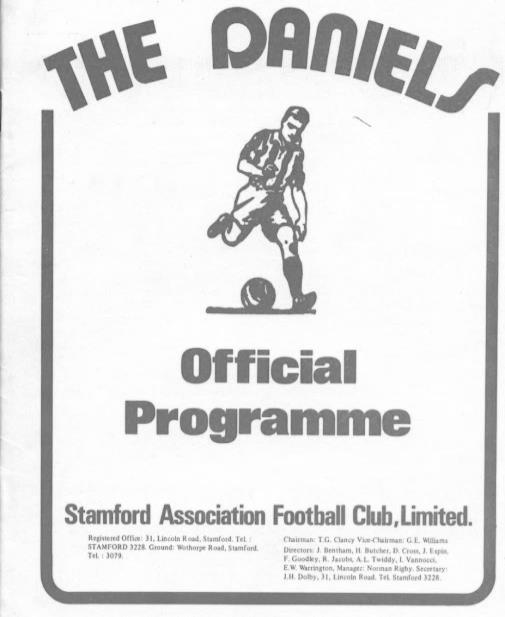 THE DANIELS
Official
Programme
Stamford Association Football Club, Limited.
Registered Office: 31, Lincoln Road, Stamford. Tel. :
STAMFORD 3228. Ground: Wothorpe Road, Stamford.
Tel. : 3079.
Chairman: T.G. Clancy Vice-Chairman: G.E. Williams
Directors: J. Bentham, H. Butcher, D. Cross, J. Espin,
F. Goodley, R. Jacobs, A.L. Twiddy, I. Vannocci,
E.W. Warrington, Manager: Norman Rigby. Secretary:
J.H. Dolby, 31, Lincoln Road. Tel. Stamford 3228.